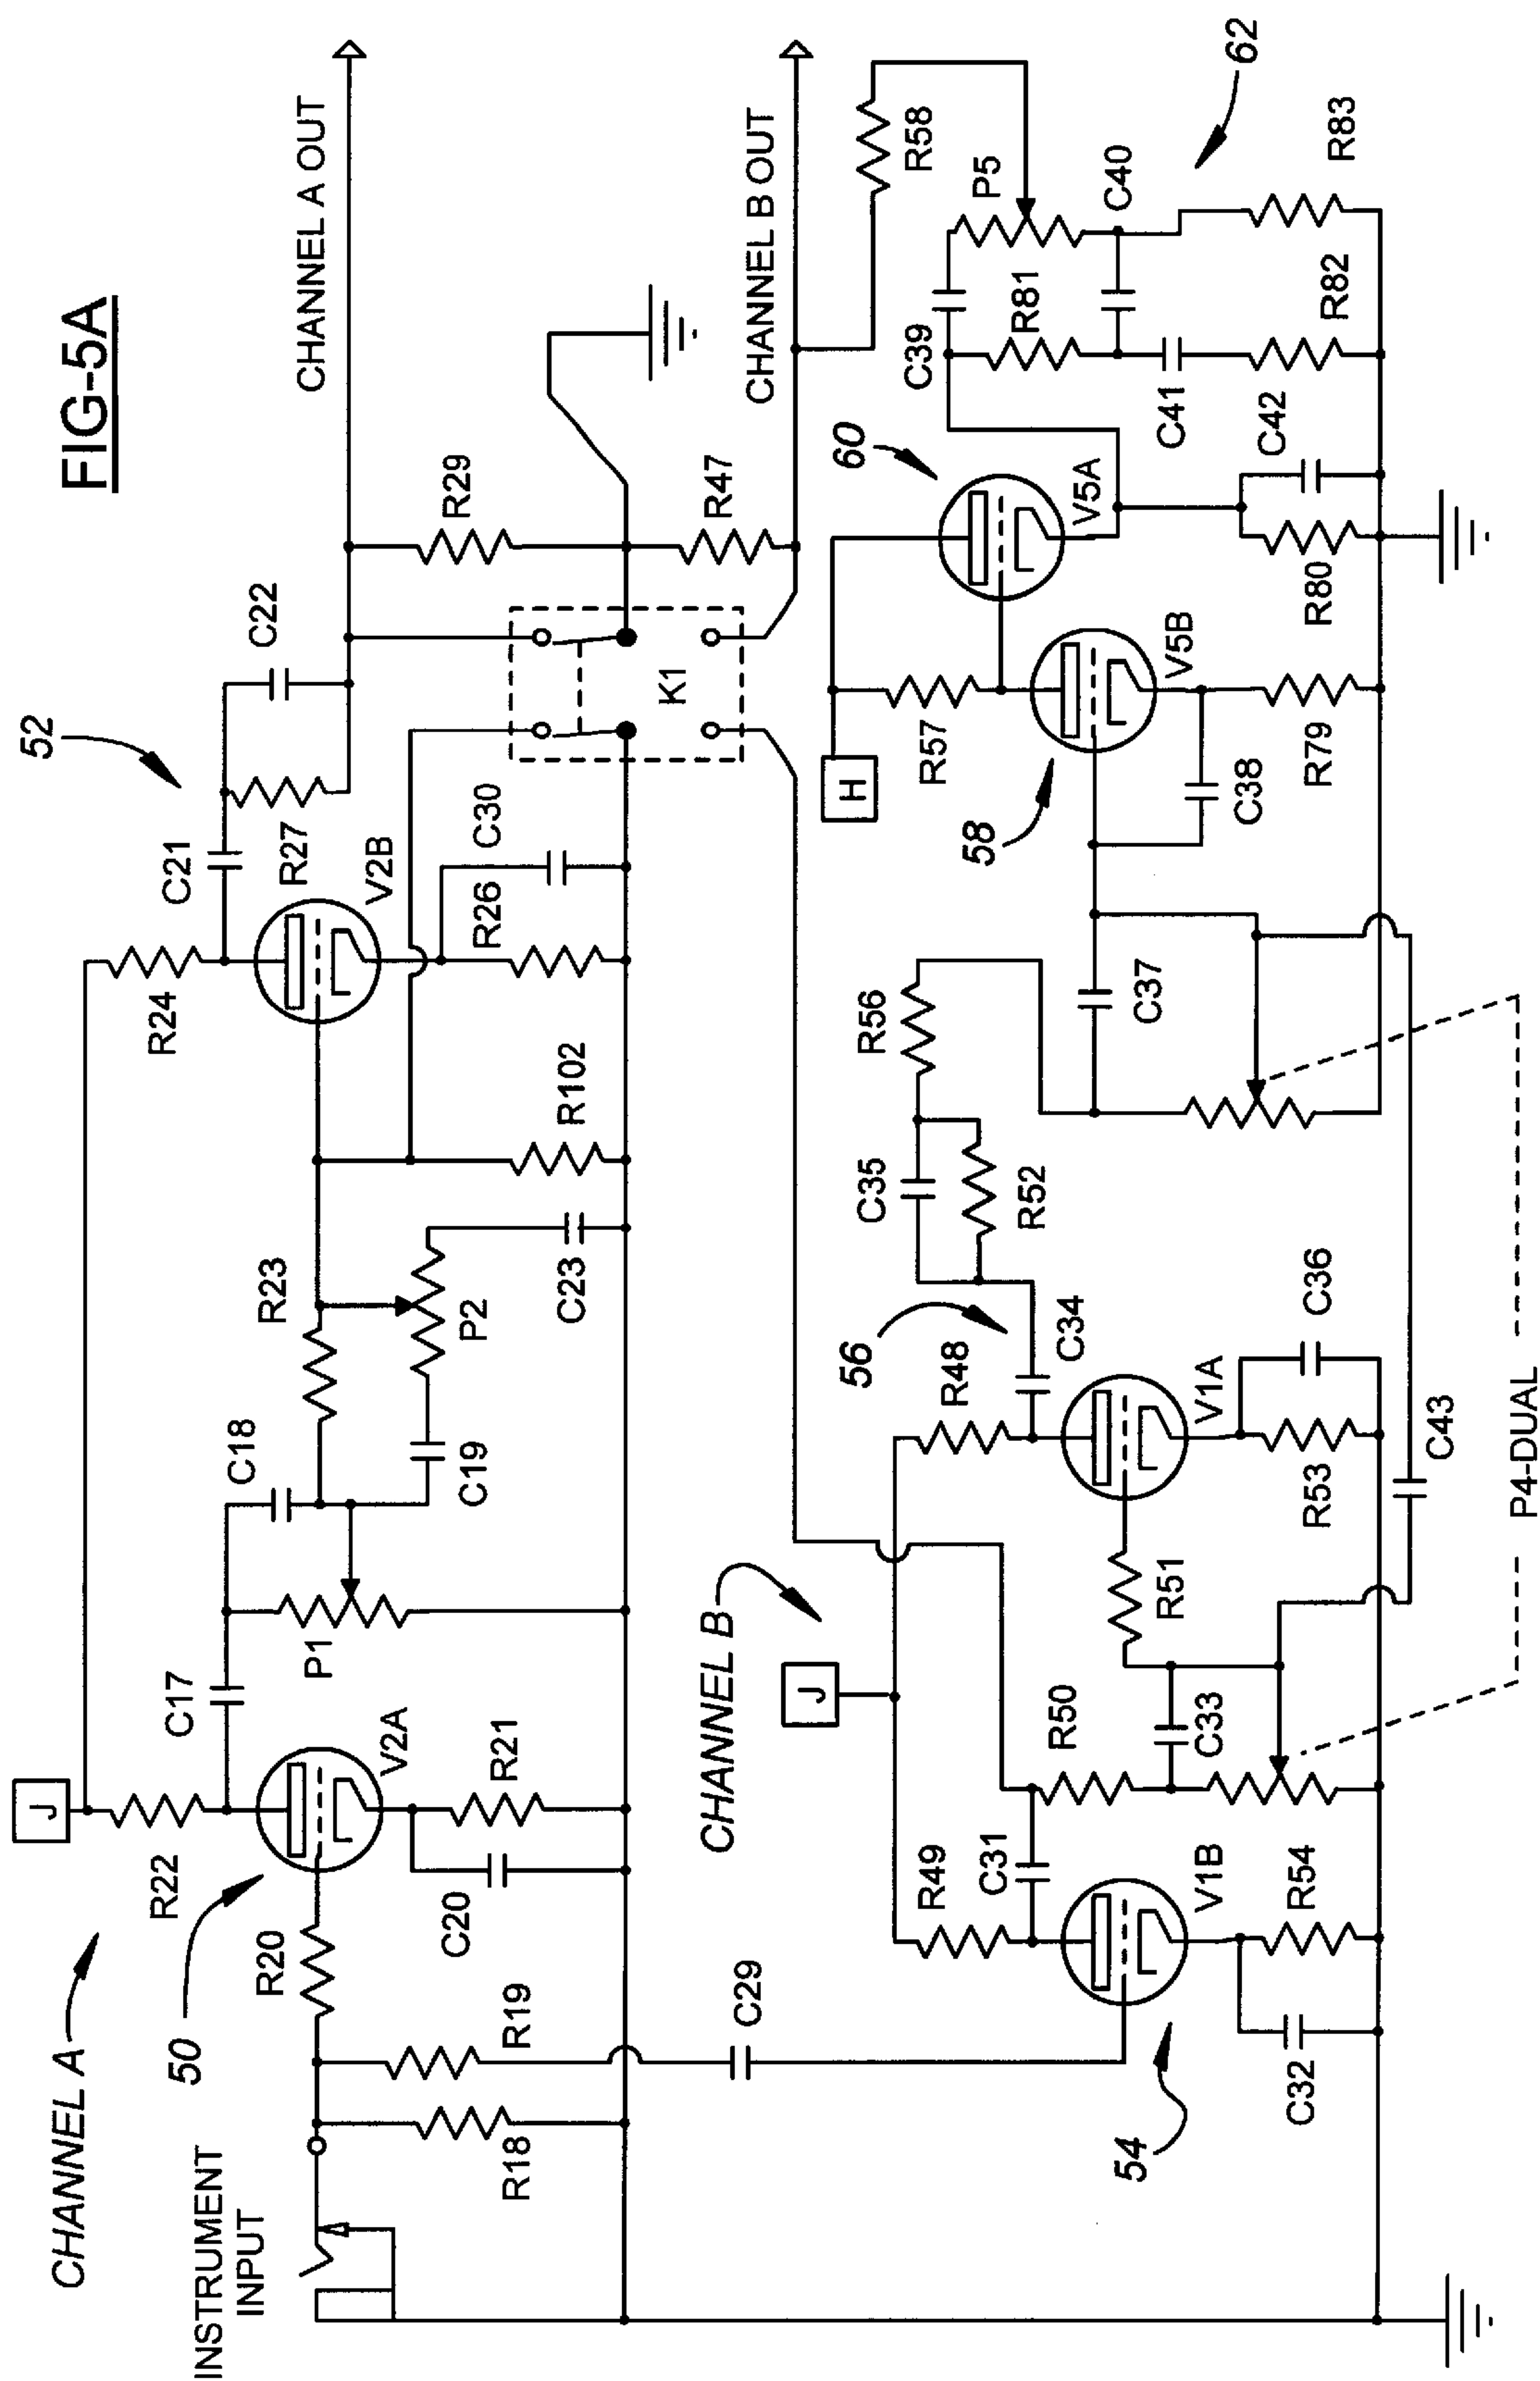 FIG-5A
CHANNEL A
J
R22
50
INSTRUMENT
INPUT
R20
R19
R18
C20
R21
V2A
C17
P1
C18
C19
R23
P2
C23
R102
R24
V2B
C21
R27
52
C22
R26
C30
K1
R29
R47
CHANNEL A OUT
CHANNEL B OUT
CHANNEL B
J
C29
54
R49
C31
V1B
C32
R54
R50
C33
R51
R48
C34
V1A
R53
C36
56
C35
R52
R56
C37
C43
P4-DUAL
H
R57
58
V5B
C38
R79
60
V5A
R80
C42
C39
R81
C41
R82
P5
C40
R58
R83
62